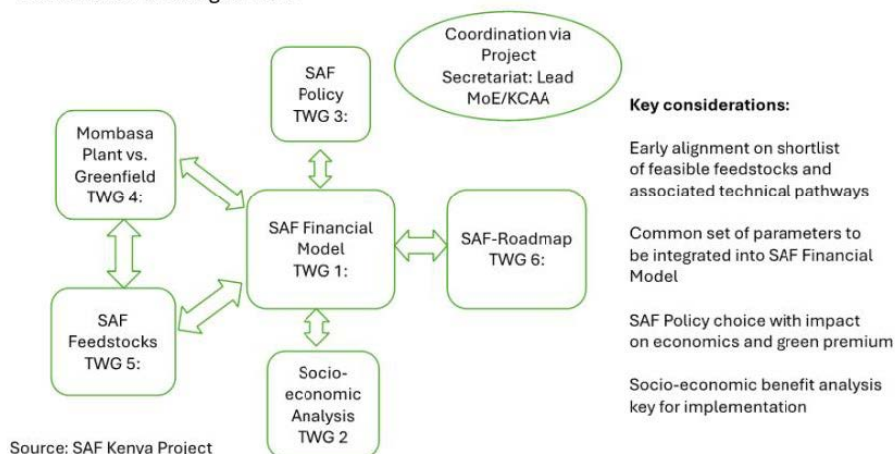 SAF
Policy
TWG 3:
Coordination via
Project
Secretariat: Lead
MoE/KCAA
Mombasa
Plant vs.
Greenfield
TWG 4:
SAF Financial
Model
TWG 1:
SAF-Roadmap
TWG 6:
SAF
Feedstocks
TWG 5:
Socio-
economic
Analysis
TWG 2
Key considerations:
Early alignment on shortlist
of feasible feedstocks and
associated technical pathways
Common set of parameters to
be integrated into SAF Financial
Model
SAF Policy choice with impact
on economics and green premium
Socio-economic benefit analysis
key for implementation
Source: SAF Kenya Project